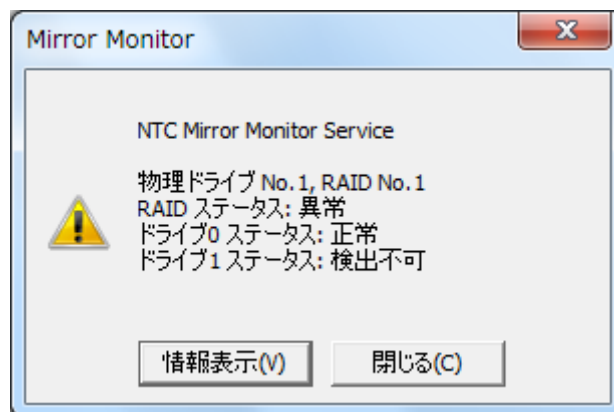 Mirror Monitor
NTC Mirror Monitor Service
物理ドライブ No.1, RAID No.1
RAID ステータス: 異常
ドライブ0 ステータス: 正常
ドライブ1 ステータス: 検出不可
情報表示(V)
閉じる(C)